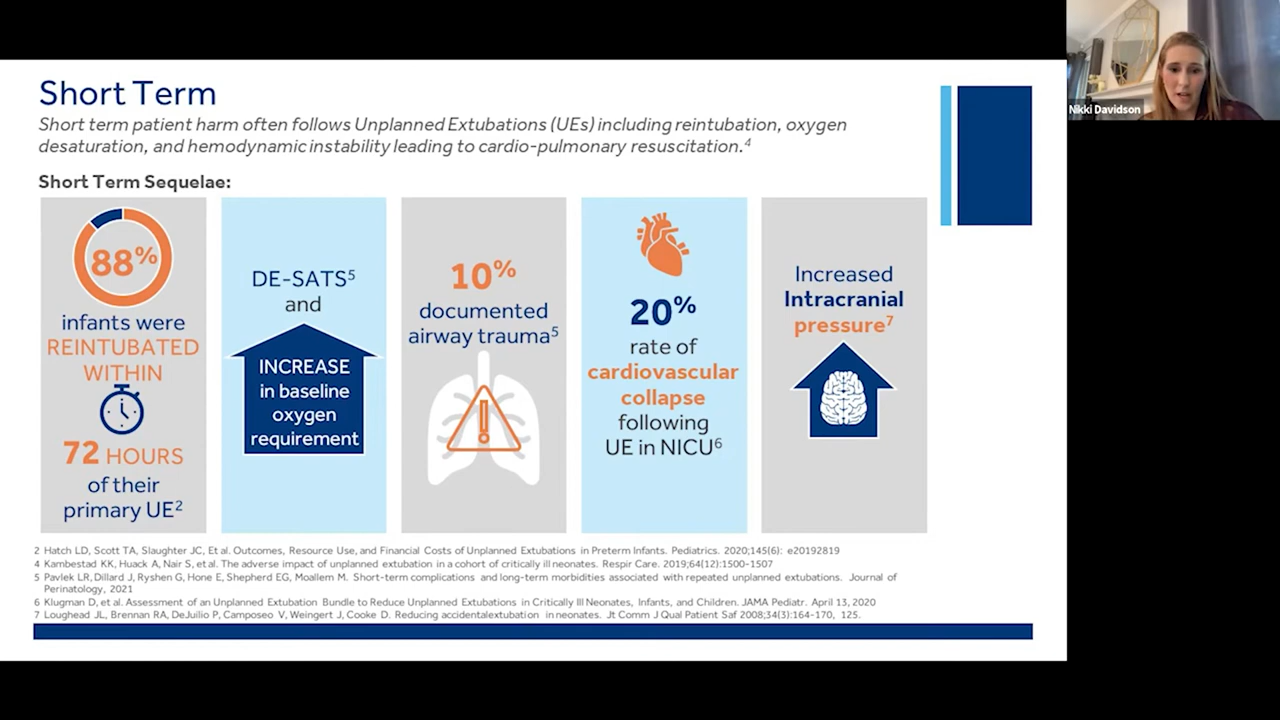 Short Term
Short term patient harm often follows Unplanned Extubations (UEs) including reintubation, oxygen
desaturation, and hemodynamic instability leading to cardio-pulmonary resuscitation.4
Short Term Sequelae:
88%
infants were
REINTUBATED
WITHIN
72 HOURS
of their
primary UE2
DE-SATS5
and
INCREASE
in baseline
oxygen
requirement
10%
documented
airway trauma5
20%
rate of
cardiovascular
collapse
following
UE in NICU6
Increased
Intracranial
pressure7
2 Hatch LD, Scott TA, Slaughter JC, Et al. Outcomes, Resource Use, and Financial Costs of Unplanned Extubations in Preterm Infants. Pediatrics. 2020;145(6): e20192819
4 Kambestad KK, Huack A, Nair S, et al. The adverse impact of unplanned extubation in a cohort of critically ill neonates. Respir Care. 2019;64(12):1500-1507
5 Pavlek LR, Dillard J, Ryshen G, Hone E, Shepherd EG, Moallem M. Short-term complications and long-term morbidities associated with repeated unplanned extubations. Journal of
Perinatology, 2021
6 Klugman D, et al. Assessment of an Unplanned Extubation Bundle to Reduce Unplanned Extubations in Critically Ill Neonates, Infants, and Children. JAMA Pediatr. April 13, 2020
7 Loughead JL, Brennan RA, DeJuilio P, Camposeo V, Weingert J, Cooke D. Reducing accidentalextubation in neonates. Jt Comm J Qual Patient Saf 2008;34(3):164-170, 125.
Nikki Davidson